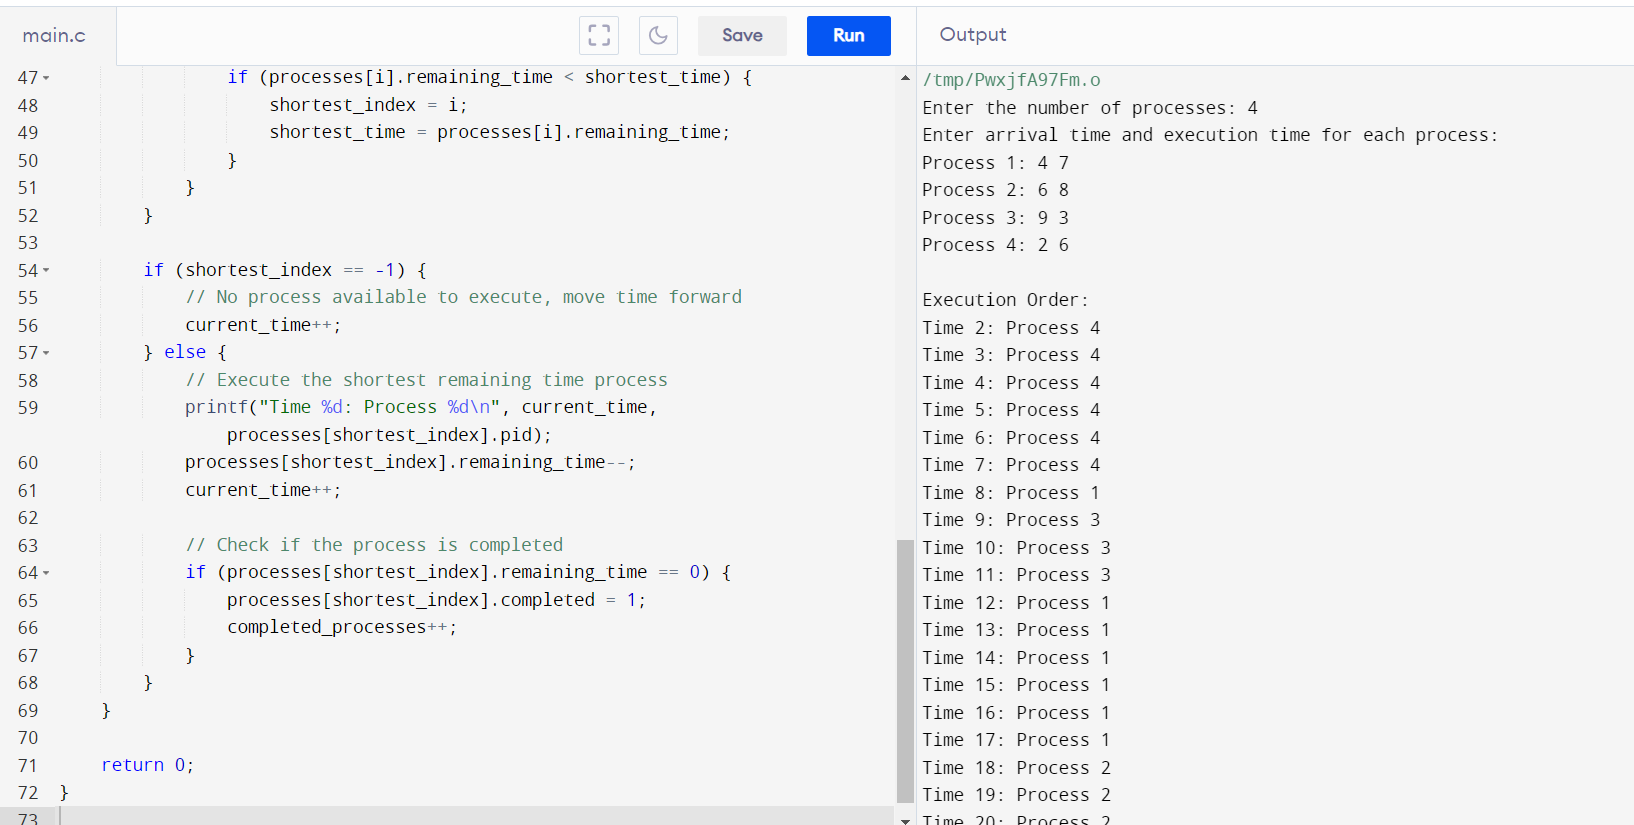 main.c
Save
Run
Output
47        if (processes[i].remaining_time < shortest_time) {
48            shortest_index = i;
49            shortest_time = processes[i].remaining_time;
50        }
51    }
52 }
53
54 if (shortest_index == -1) {
55     // No process available to execute, move time forward
56     current_time++;
57 } else {
58     // Execute the shortest remaining time process
59     printf("Time %d: Process %d\n", current_time,
processes[shortest_index].pid);
60     processes[shortest_index].remaining_time--;
61     current_time++;
62
63     // Check if the process is completed
64     if (processes[shortest_index].remaining_time == 0) {
65         processes[shortest_index].completed = 1;
66         completed_processes++;
67     }
68 }
69 }
70
71 return 0;
72 }
73
/tmp/PwxjfA97Fm.o
Enter the number of processes: 4
Enter arrival time and execution time for each process:
Process 1: 4 7
Process 2: 6 8
Process 3: 9 3
Process 4: 2 6
Execution Order:
Time 2: Process 4
Time 3: Process 4
Time 4: Process 4
Time 5: Process 4
Time 6: Process 4
Time 7: Process 4
Time 8: Process 1
Time 9: Process 3
Time 10: Process 3
Time 11: Process 3
Time 12: Process 1
Time 13: Process 1
Time 14: Process 1
Time 15: Process 1
Time 16: Process 1
Time 17: Process 1
Time 18: Process 2
Time 19: Process 2
Time 20: Process 2